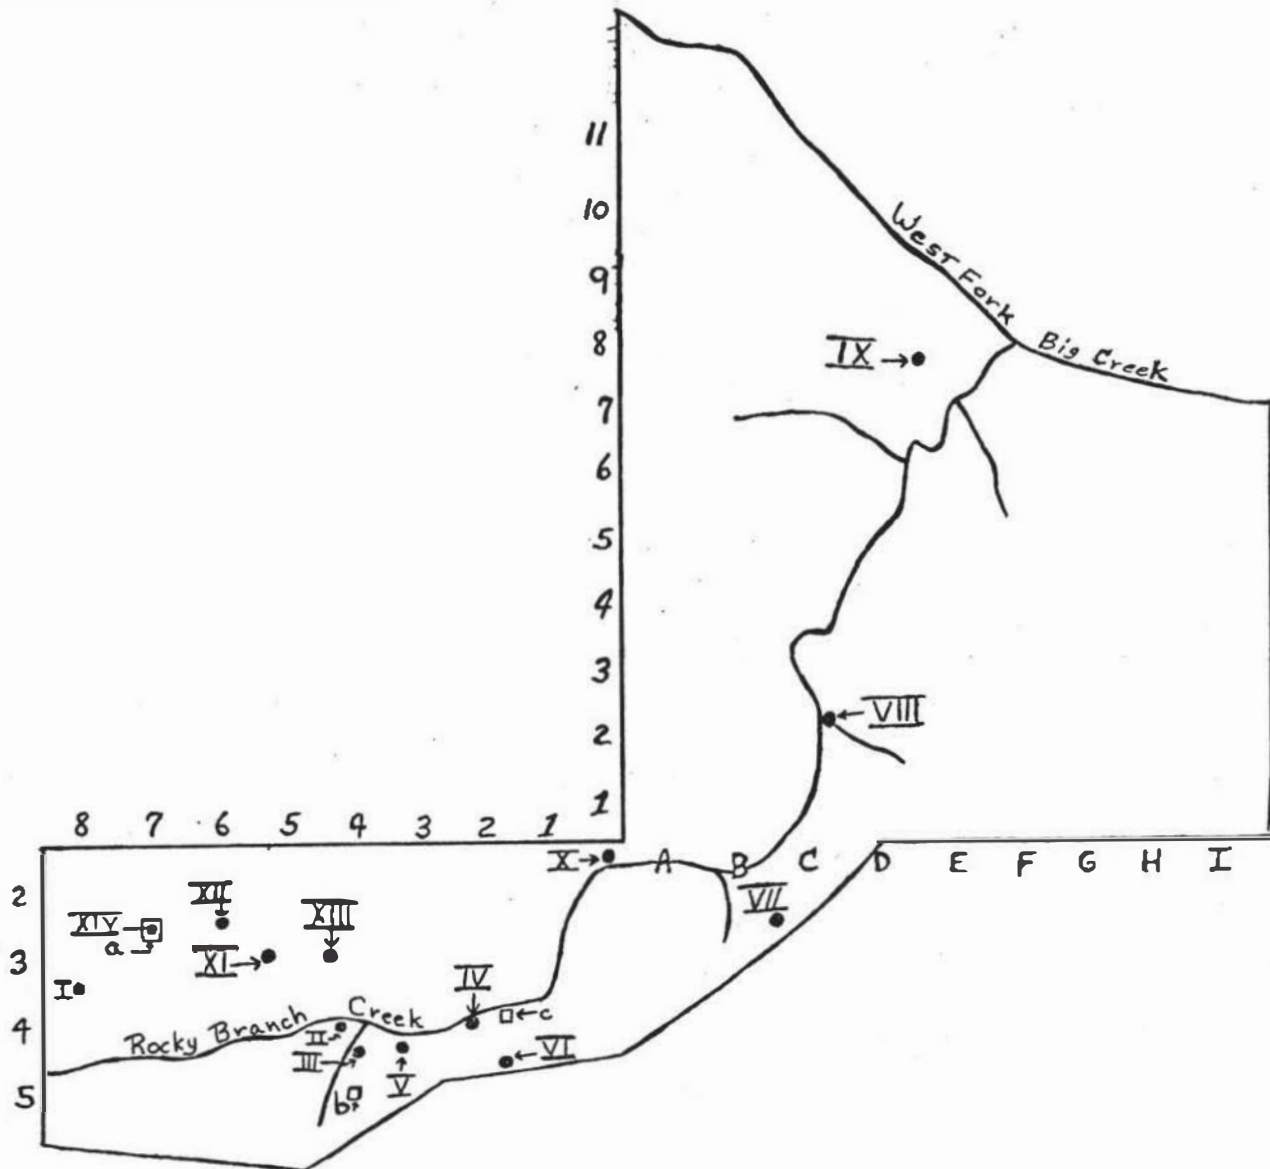 11
10
West Fork
9
8
IX
Big Creek
7
6
5
4
3
VIII
2
1
8 7 6 5 4 3 2 1
X A B C D E F G H I
2
XII
VII
XIV
XIII
a
XI
3
I
IV
Rocky Branch Creek
c
4
II
III
VI
V
5
b